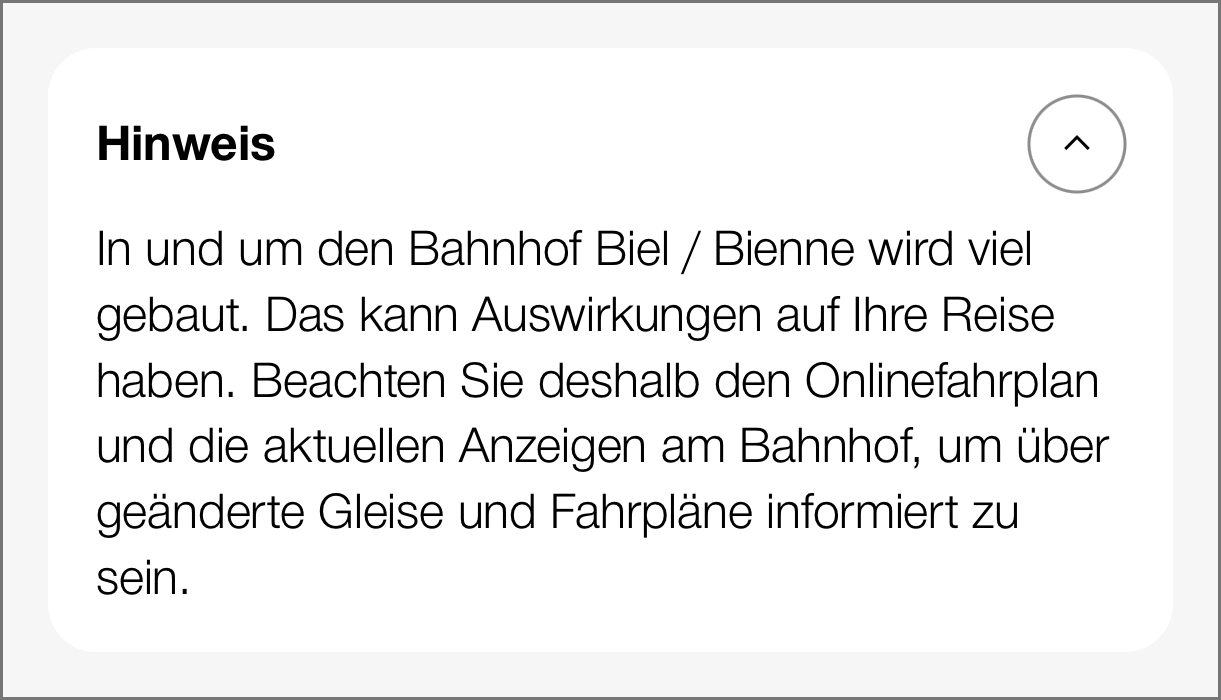 Hinweis
In und um den Bahnhof Biel / Bienne wird viel
gebaut. Das kann Auswirkungen auf Ihre Reise
haben. Beachten Sie deshalb den Onlinefahrplan
und die aktuellen Anzeigen am Bahnhof, um über
geänderte Gleise und Fahrpläne informiert zu
sein.